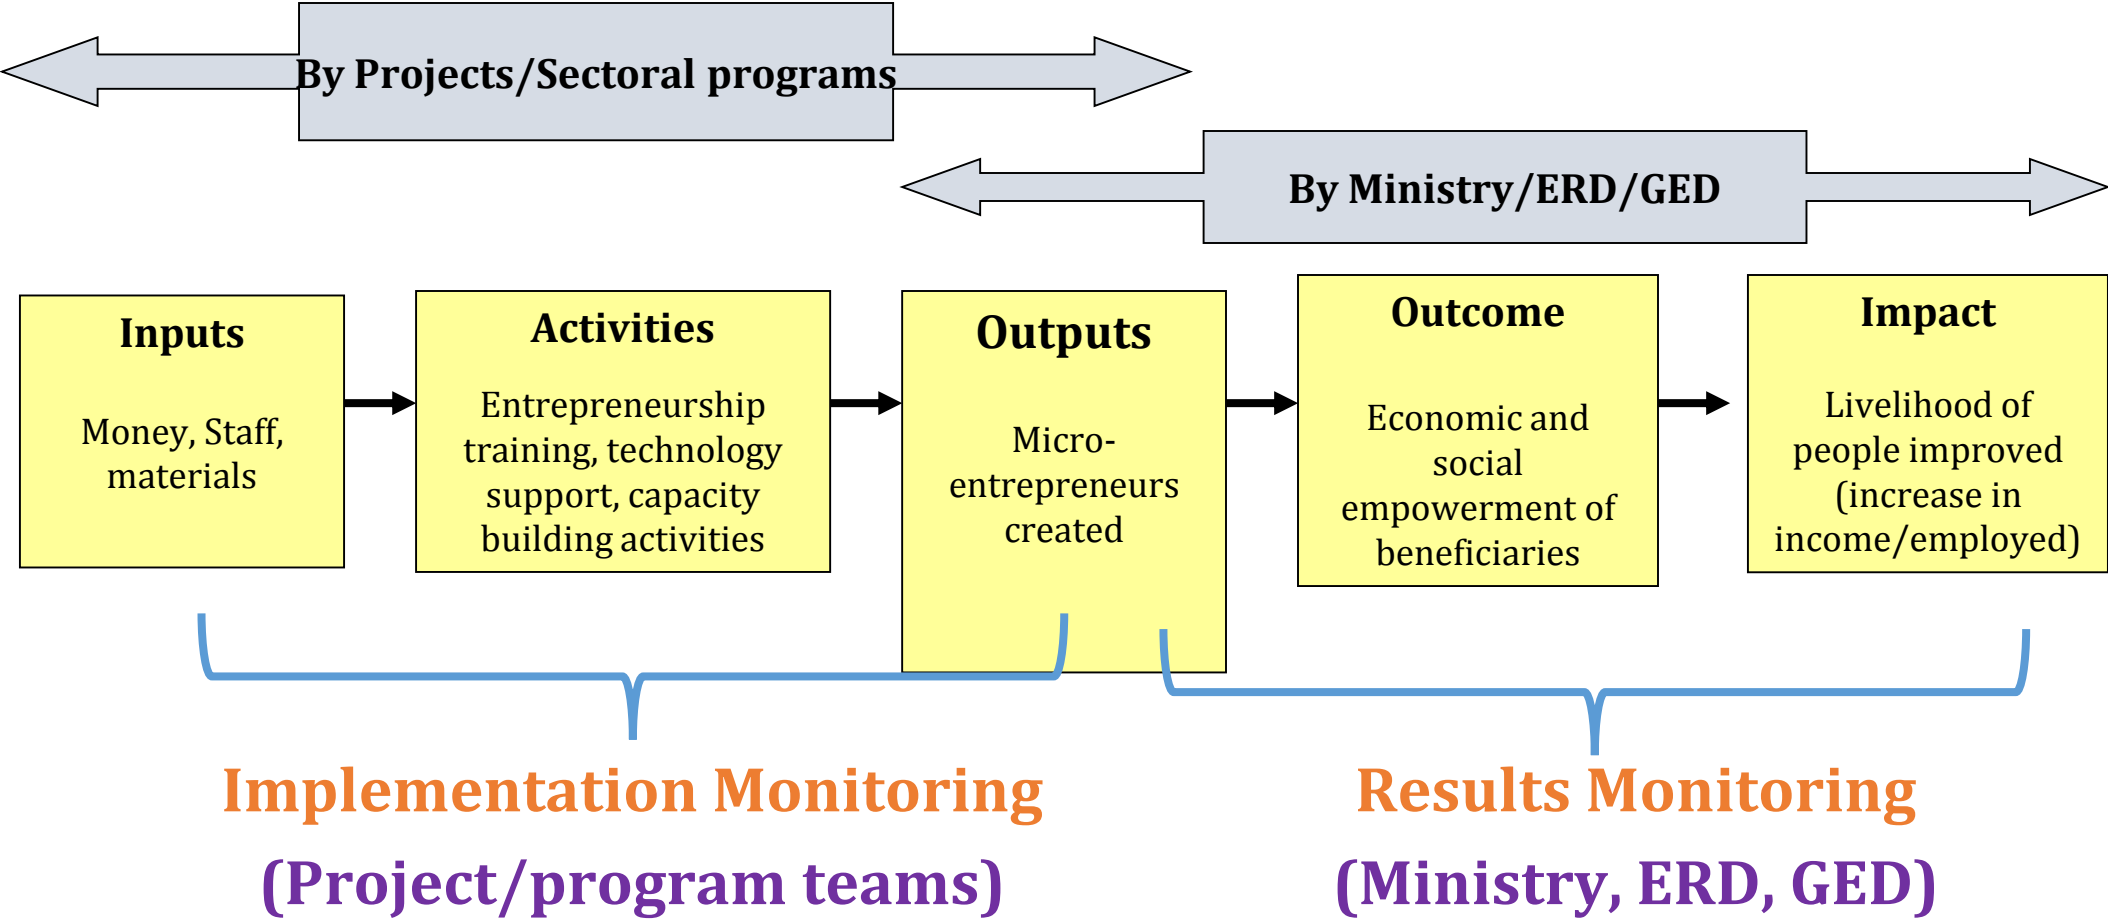 By Projects/Sectoral programs
By Ministry/ERD/GED
Inputs
Money, Staff,
materials
Activities
Entrepreneurship
training, technology
support, capacity
building activities
Outputs
Micro-
entrepreneurs
created
Outcome
Economic and
social
empowerment of
beneficiaries
Impact
Livelihood of
people improved
(increase in
income/employed)
Implementation Monitoring
(Project/program teams)
Results Monitoring
(Ministry, ERD, GED)